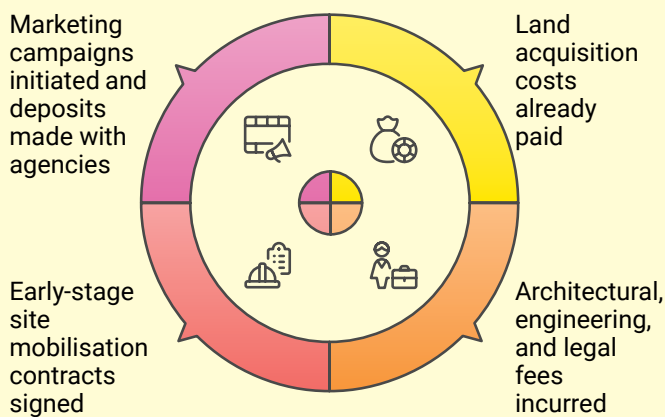 Marketing
campaigns
initiated and
deposits
made with
agencies
Land
acquisition
costs
already
paid
Early-stage
site
mobilisation
contracts
signed
Architectural,
engineering,
and legal
fees
incurred